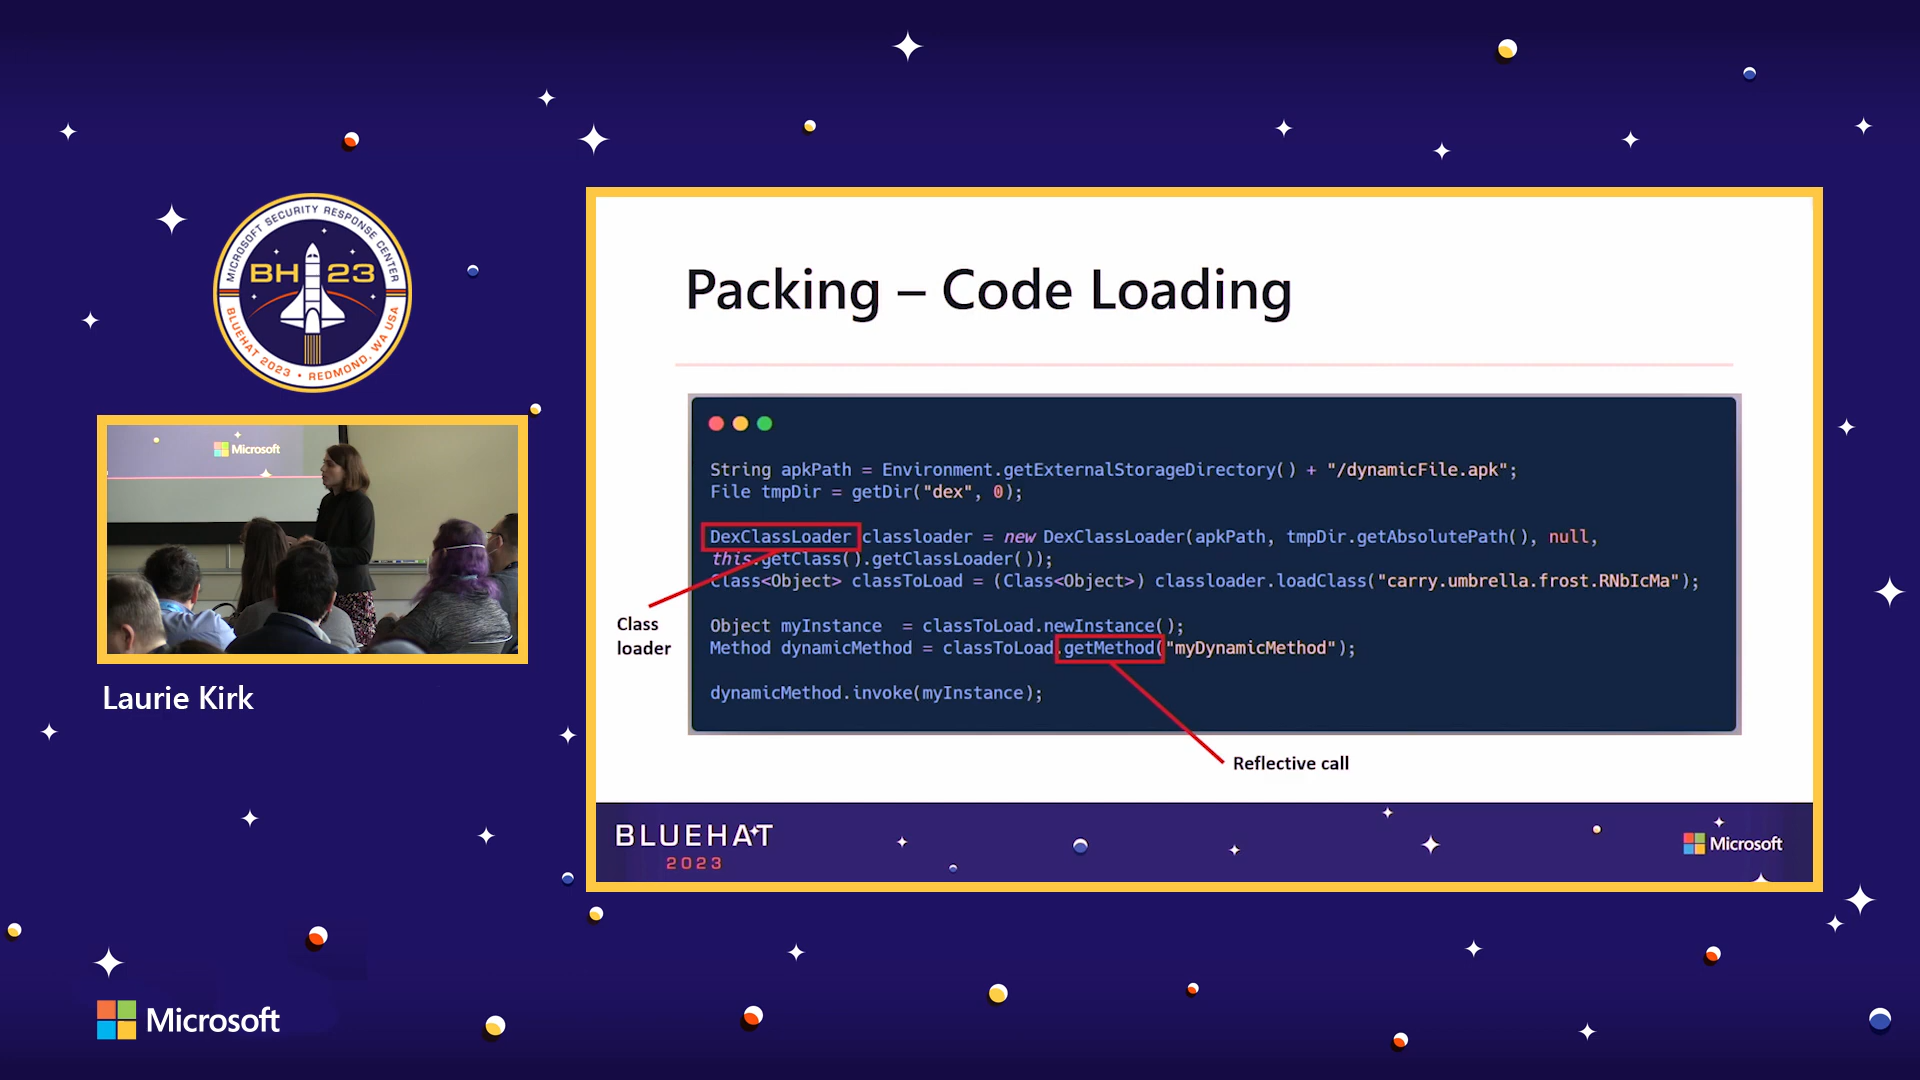 MICROSOFT SECURITY RESPONSE CENTER
BH 23
BLUEHAT 2023 • REDMOND, WA USA
Microsoft
Laurie Kirk
Microsoft
Packing – Code Loading
String apkPath = Environment.getExternalStorageDirectory() + "/dynamicFile.apk";
File tmpDir = getDir("dex", 0);
DexClassLoader classloader = new DexClassLoader(apkPath, tmpDir.getAbsolutePath(), null,
this.getClass().getClassLoader());
Class<Object> classToLoad = (Class<Object>) classloader.loadClass("carry.umbrella.frost.RNbIcMa");
Object myInstance  = classToLoad.newInstance();
Method dynamicMethod = classToLoad.getMethod("myDynamicMethod");
dynamicMethod.invoke(myInstance);
Class
loader
Reflective call
BLUEHAT
2023
Microsoft